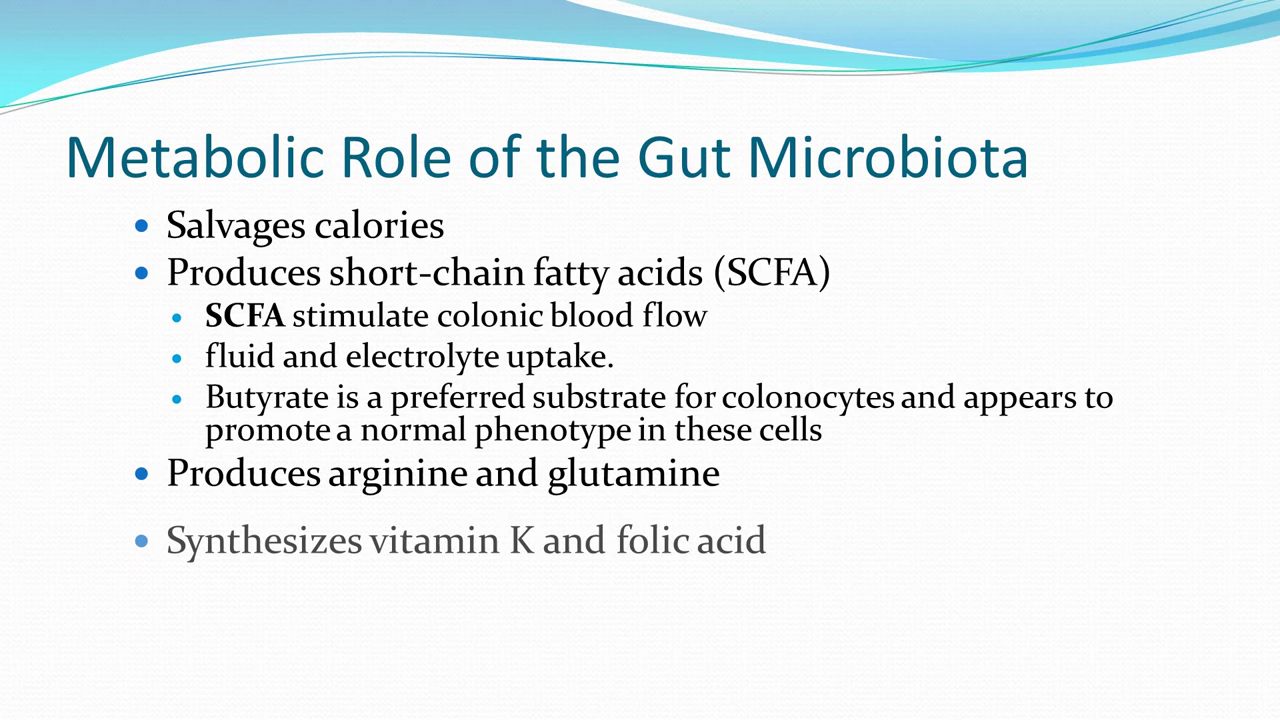 Metabolic Role of the Gut Microbiota
Salvages calories
Produces short-chain fatty acids (SCFA)
SCFA stimulate colonic blood flow
fluid and electrolyte uptake.
Butyrate is a preferred substrate for colonocytes and appears to
promote a normal phenotype in these cells
Produces arginine and glutamine
Synthesizes vitamin K and folic acid